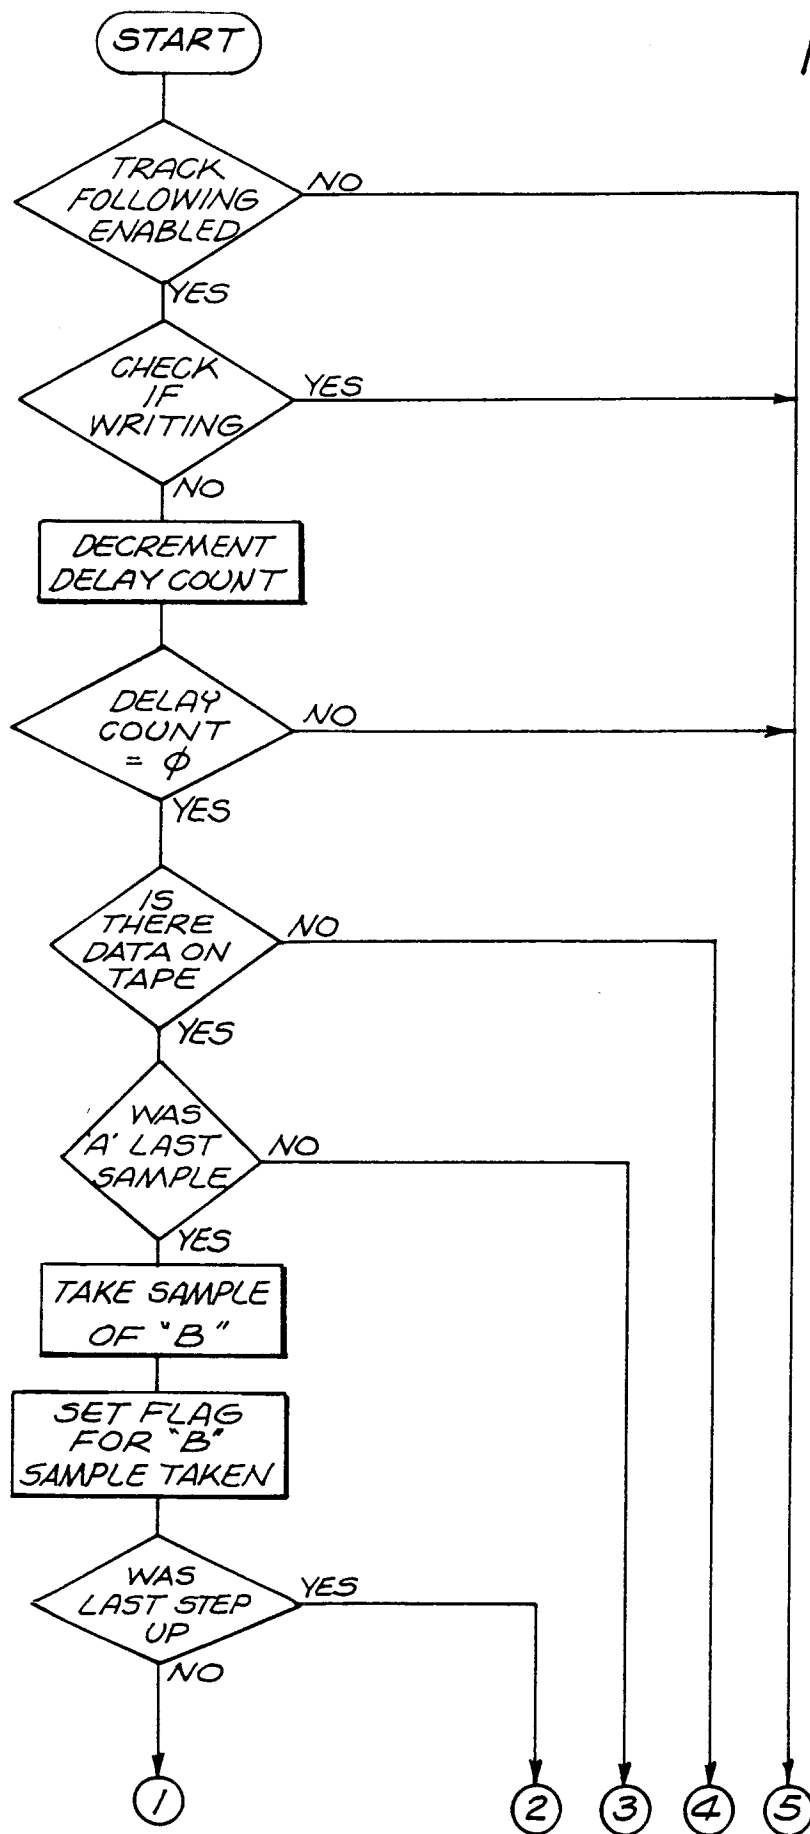 START
TRACK
FOLLOWING
ENABLED
NO
YES
CHECK
IF
WRITING
YES
NO
DECREMENT
DELAY COUNT
DELAY
COUNT
= ϕ
NO
YES
IS
THERE
DATA ON
TAPE
NO
YES
WAS
'A' LAST
SAMPLE
NO
YES
TAKE SAMPLE
OF "B"
SET FLAG
FOR "B"
SAMPLE TAKEN
WAS
LAST STEP
UP
YES
NO
1
2
3
4
5